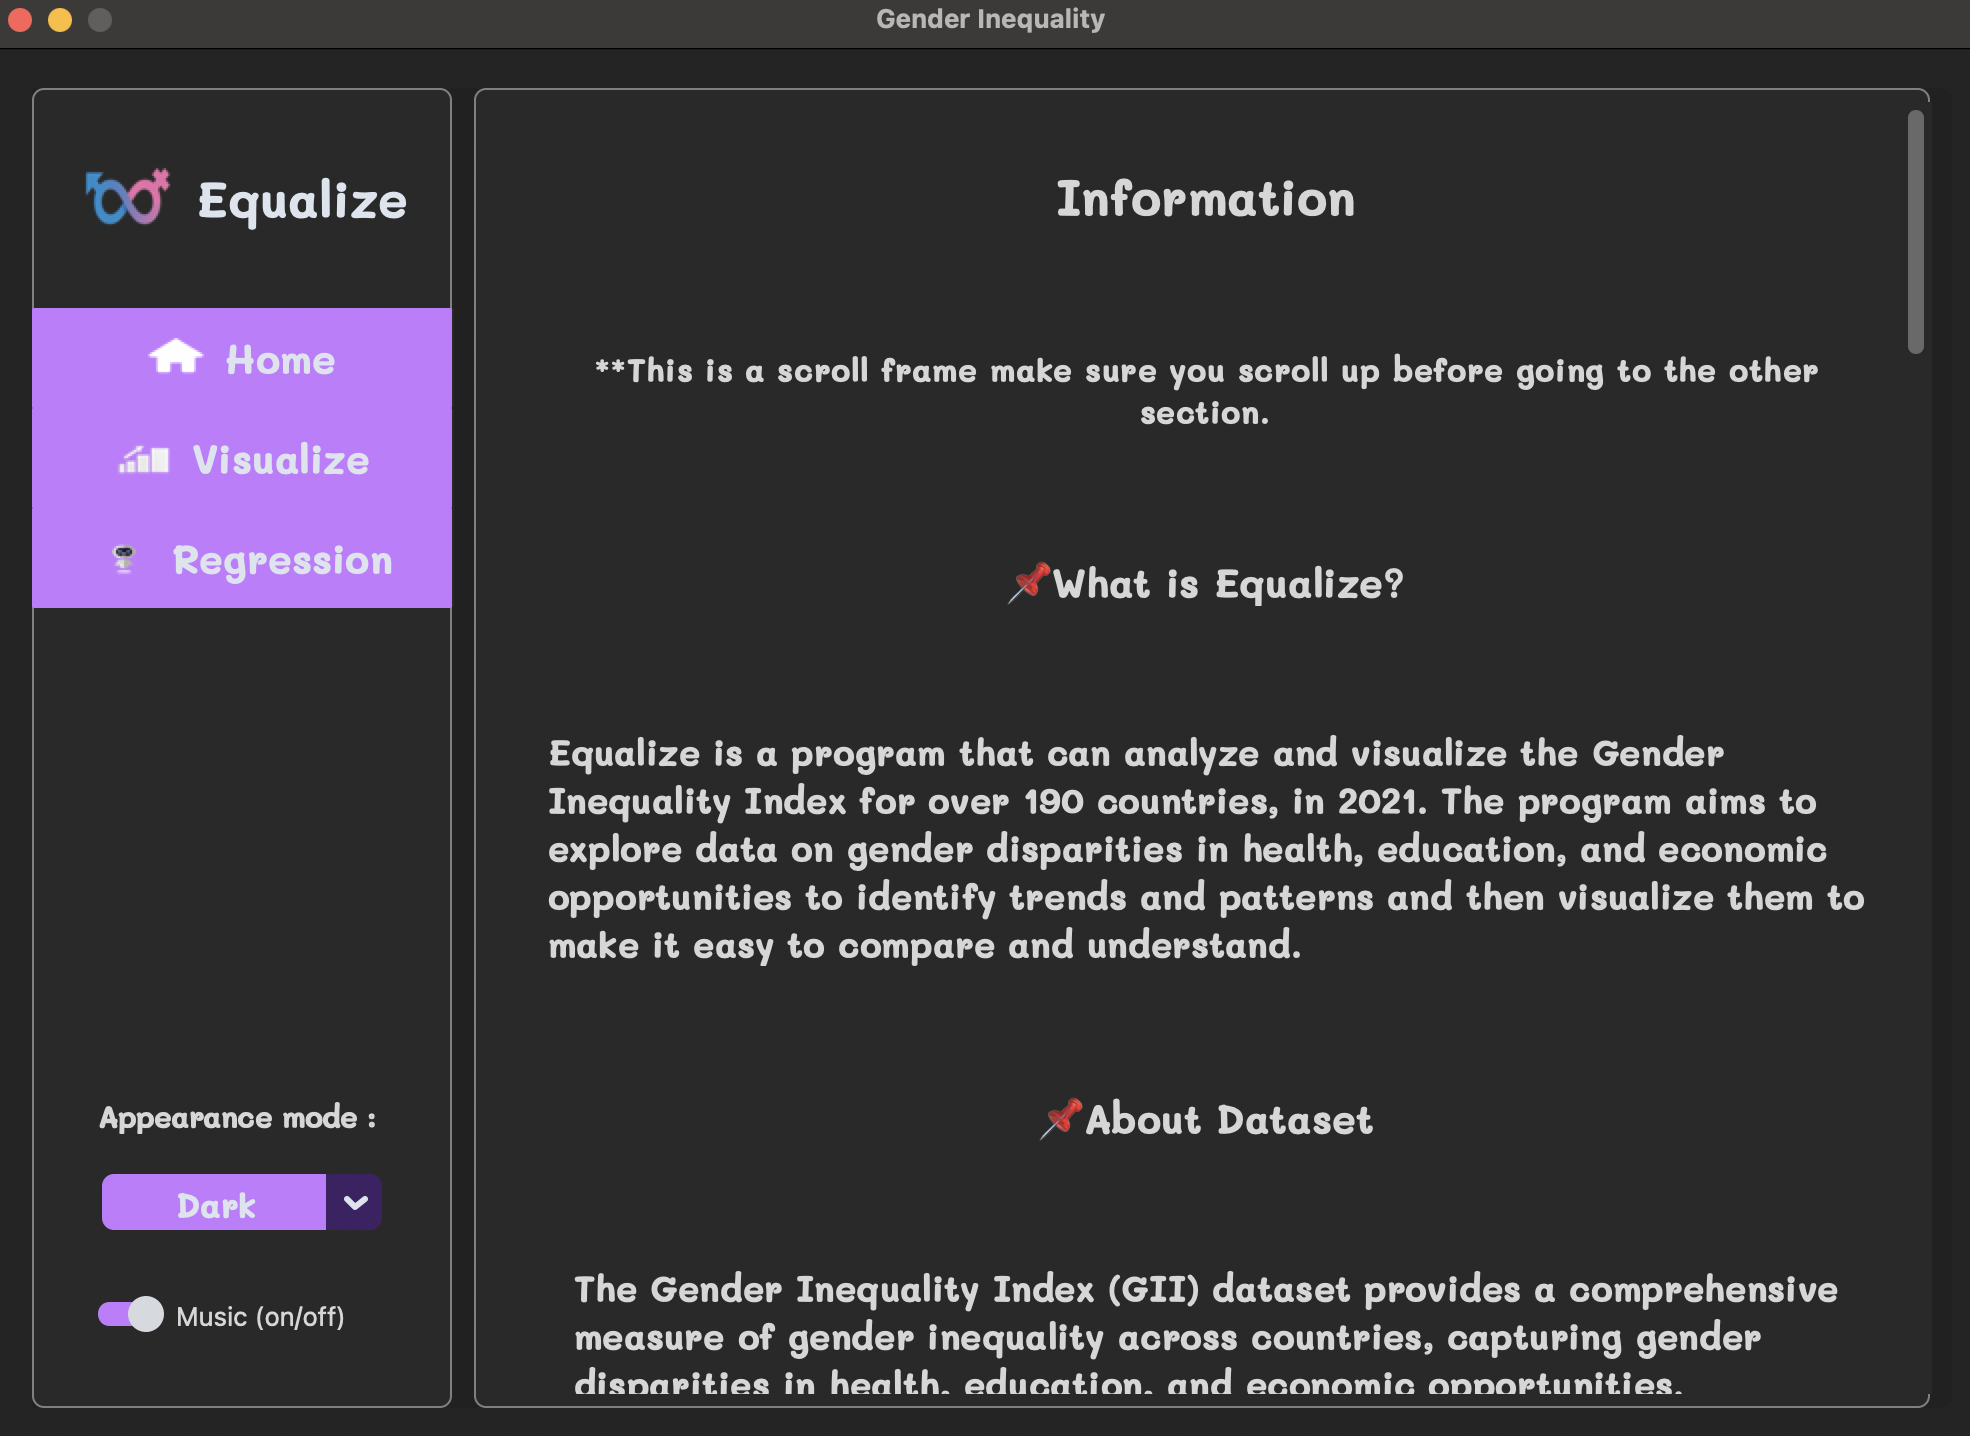 Gender Inequality
Equalize
Home
Visualize
Regression
Appearance mode :
Dark
Music (on/off)
Information
**This is a scroll frame make sure you scroll up before going to the other
section.
What is Equalize?
Equalize is a program that can analyze and visualize the Gender
Inequality Index for over 190 countries, in 2021. The program aims to
explore data on gender disparities in health, education, and economic
opportunities to identify trends and patterns and then visualize them to
make it easy to compare and understand.
About Dataset
The Gender Inequality Index (GII) dataset provides a comprehensive
measure of gender inequality across countries, capturing gender
disparities in health, education, and economic opportunities.